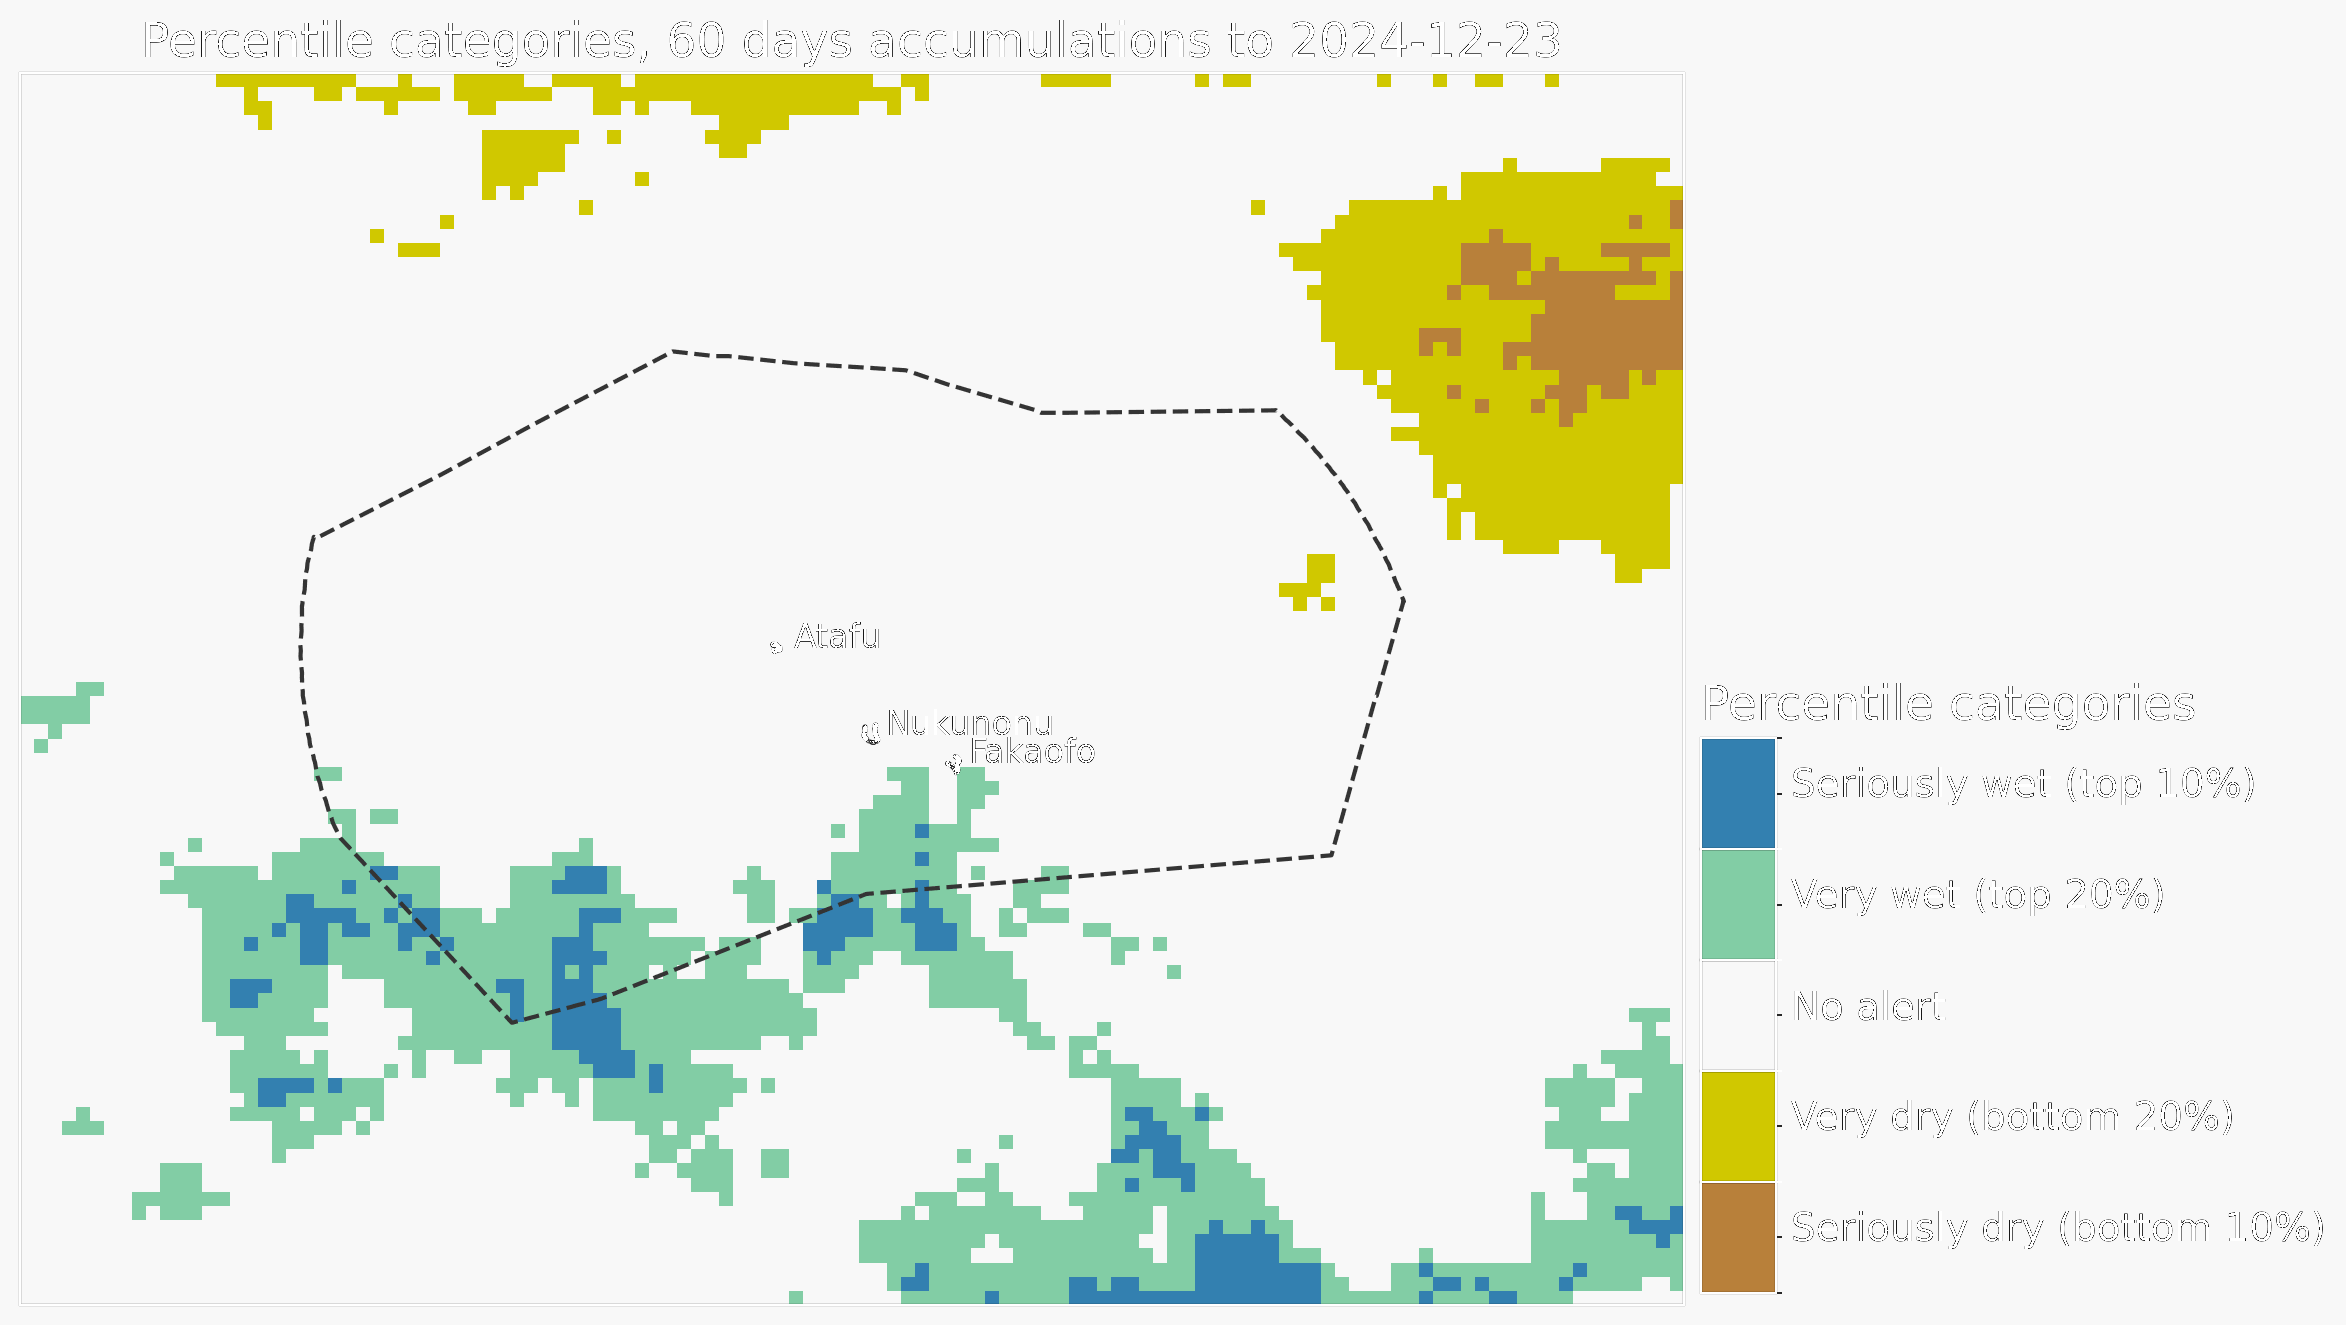 Percentile categories, 60 days accumulations to 2024-12-23
Atafu
Nukunonu
Fakaofo
Percentile categories
Seriously wet (top 10%)
Very wet (top 20%)
No alert
Very dry (bottom 20%)
Seriously dry (bottom 10%)